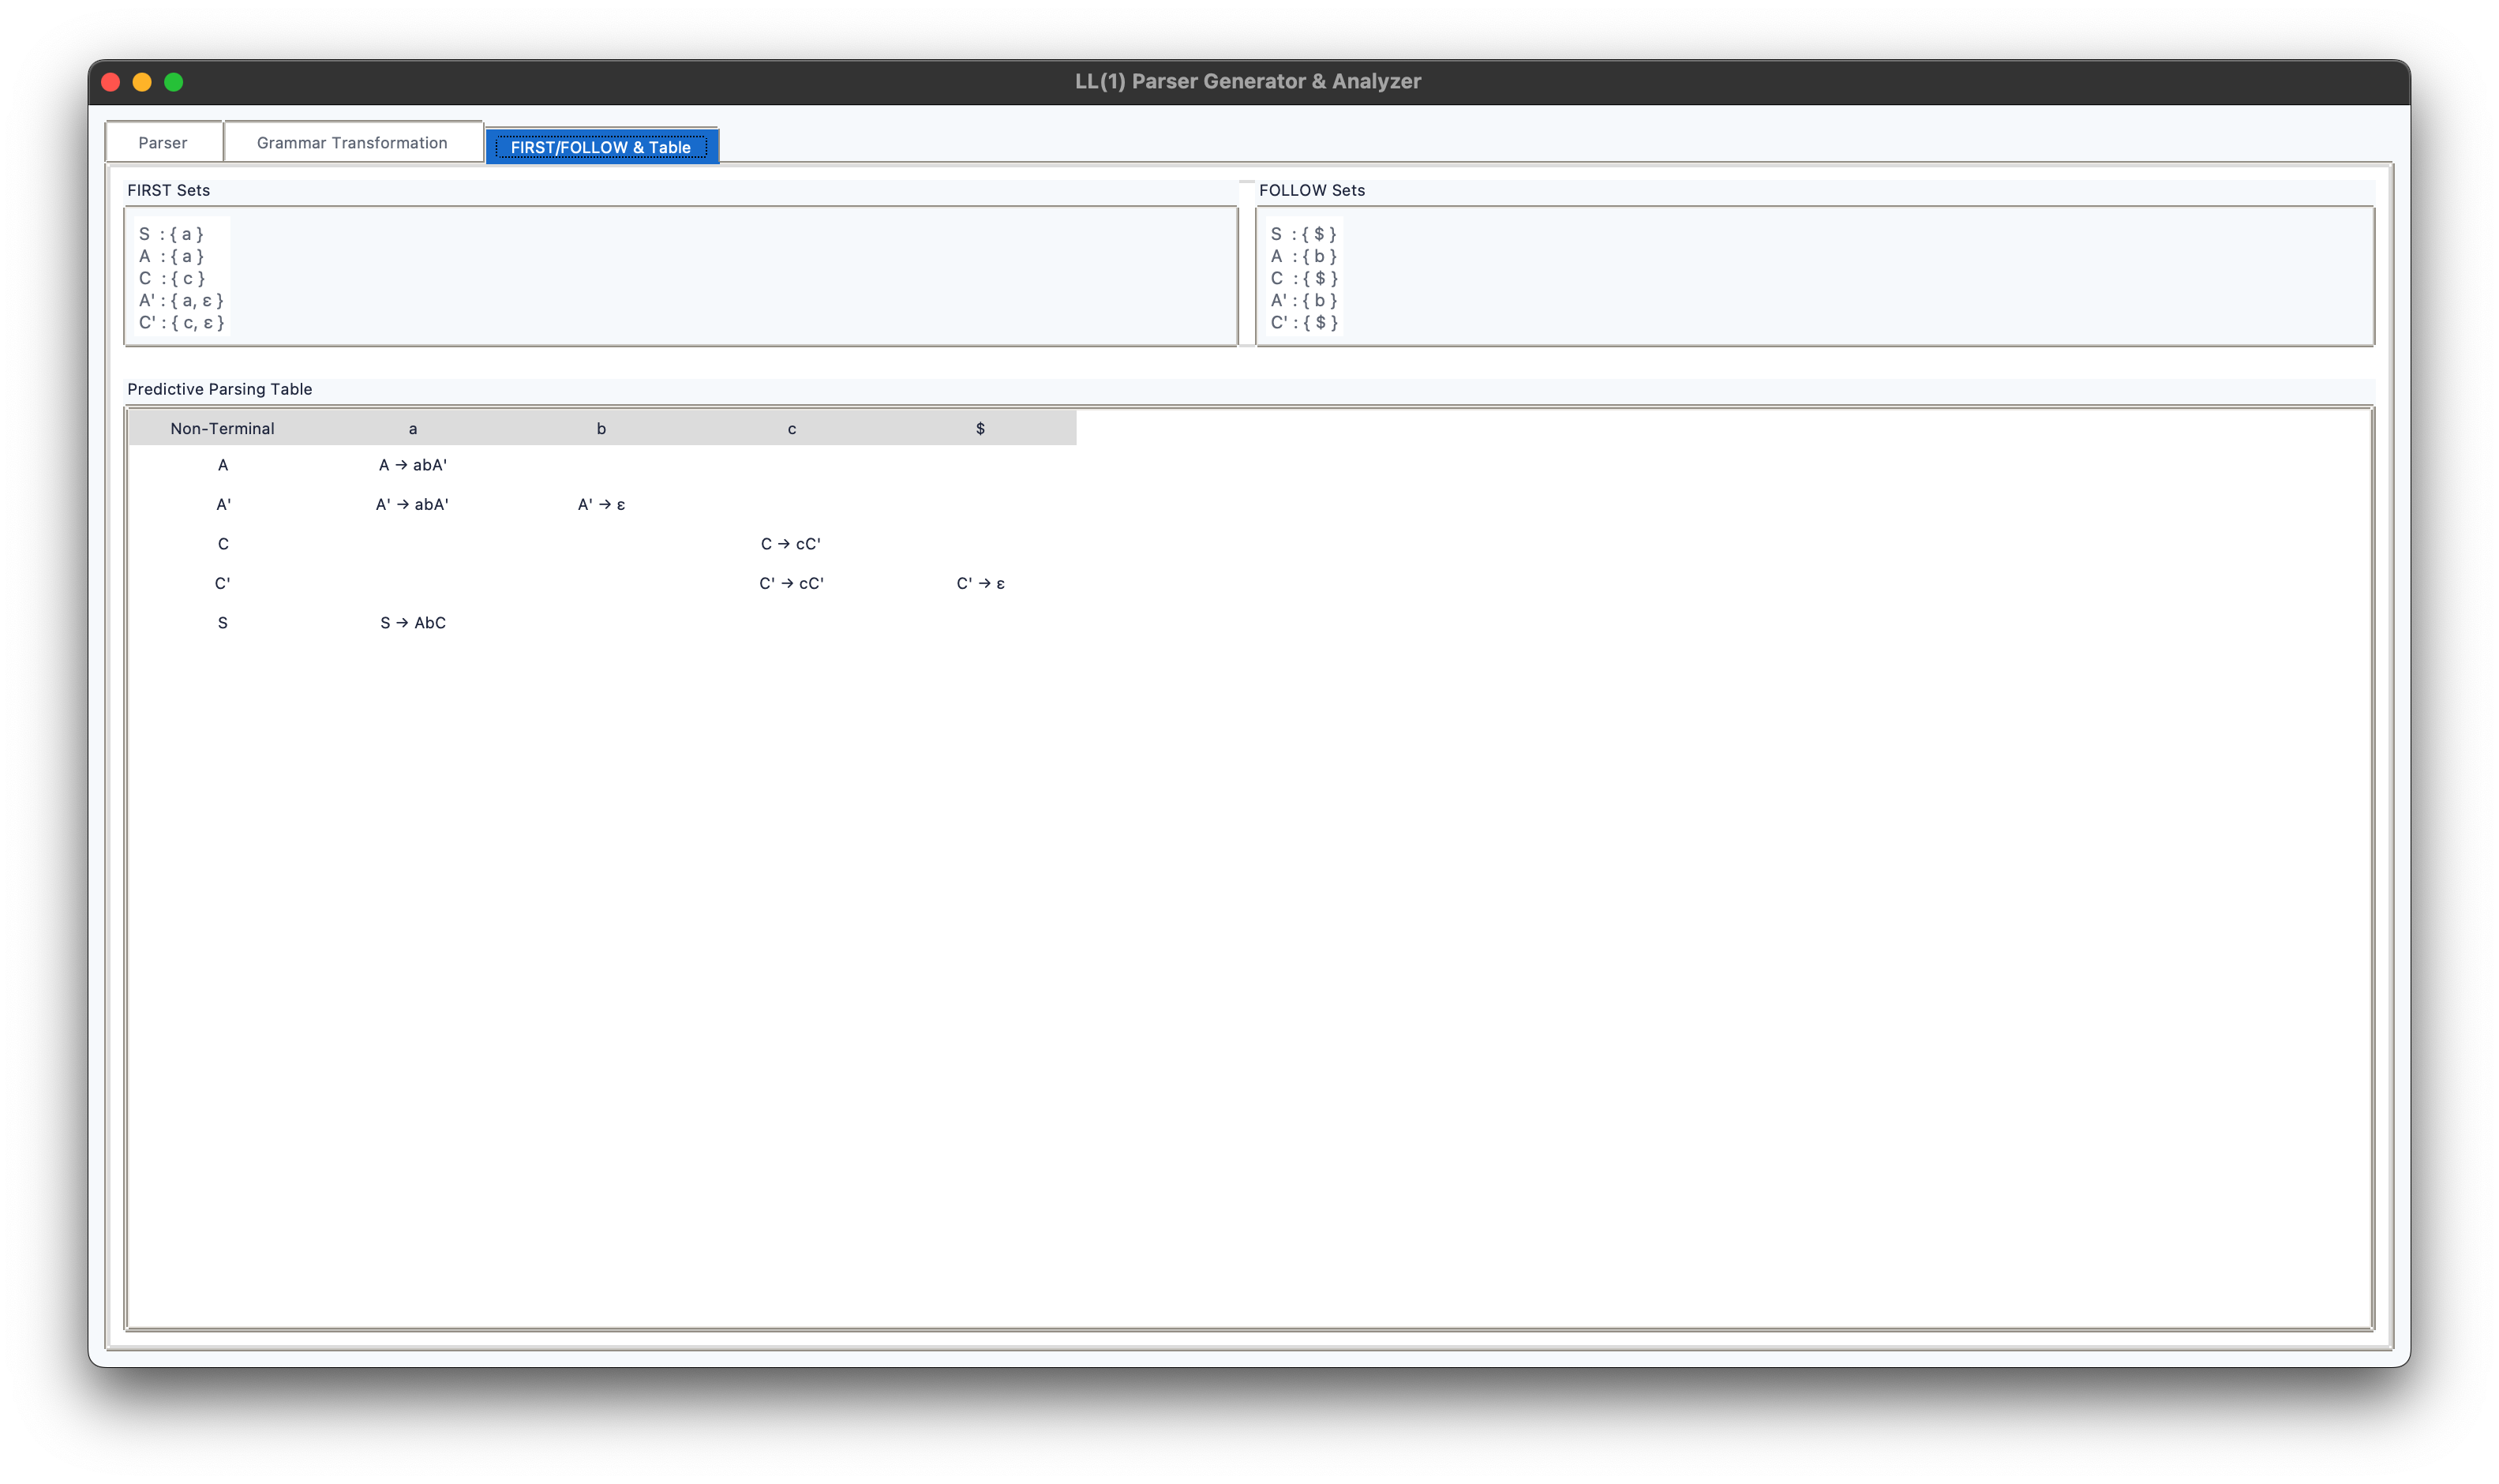 LL(1) Parser Generator & Analyzer
Parser Grammar Transformation FIRST/FOLLOW & Table
FIRST Sets
S : { a }
A : { a }
C : { c }
A' : { a, ε }
C' : { c, ε }
FOLLOW Sets
S : { $ }
A : { b }
C : { $ }
A' : { b }
C' : { $ }
Predictive Parsing Table
Non-Terminal a b c $
A A → abA'
A' A' → abA' A' → ε
C C → cC'
C' C' → cC' C' → ε
S S → AbC